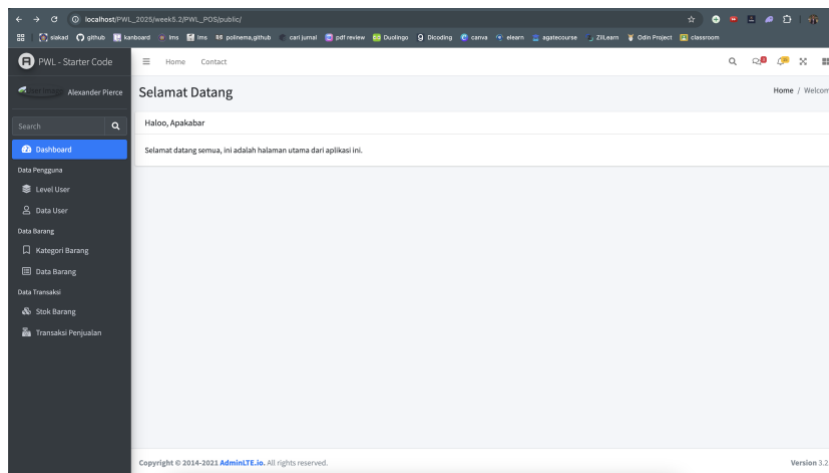 localhost/PWL_2025/week5.2/PWL_POS/public/
siakad github kanboard lms lms polinema,github cari jurnal pdf review Duolingo Dicoding canva elearn agatecourse ZilLearn Odin Project classroom
PWL - Starter Code
Home Contact
Alexander Pierce
Selamat Datang
Home / Welcom
Search
Haloo, Apakabar
Dashboard
Selamat datang semua, ini adalah halaman utama dari aplikasi ini.
Data Pengguna
Level User
Data User
Data Barang
Kategori Barang
Data Barang
Data Transaksi
Stok Barang
Transaksi Penjualan
Copyright © 2014-2021 AdminLTE.io. All rights reserved.
Version 3.2